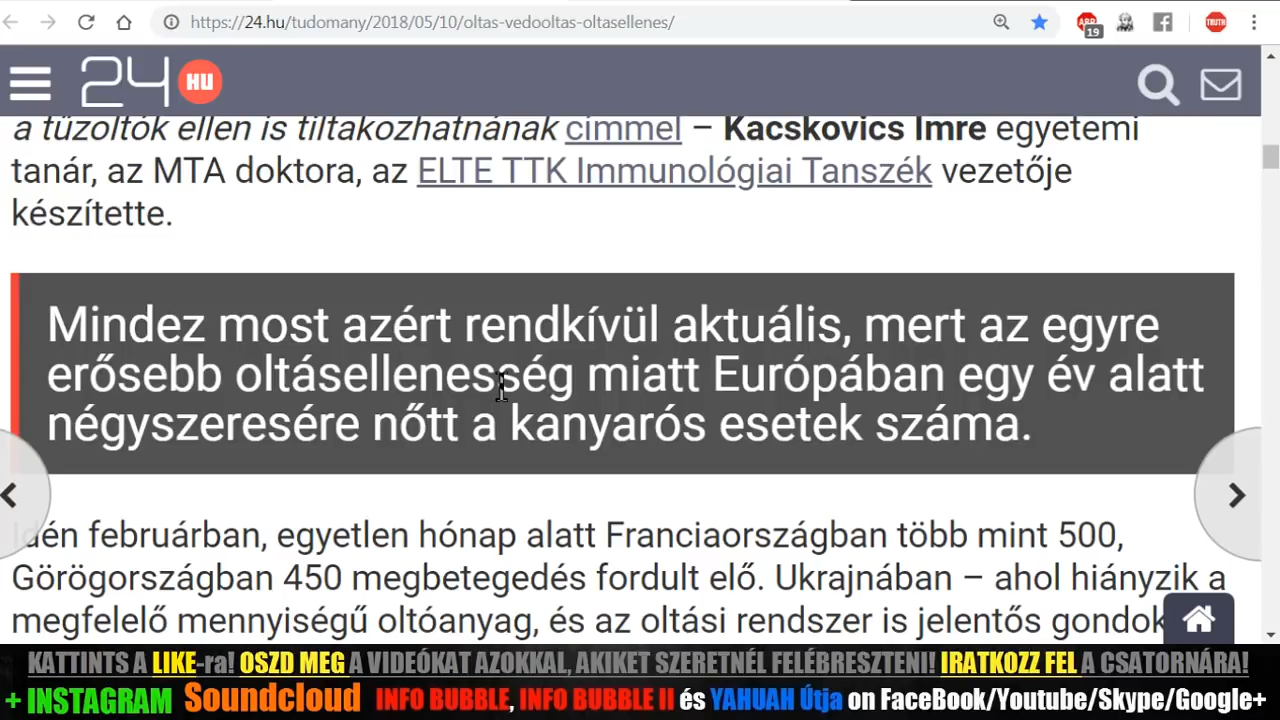 https://24.hu/tudomany/2018/05/10/oltas-vedooltas-oltasellenes/
ABP
19
TRUTH
24 HU
a tűzoltók ellen is tiltakozhatnának címmel – Kacskovics Imre egyetemi
tanár, az MTA doktora, az ELTE TTK Immunológiai Tanszék vezetője
készítette.
Mindez most azért rendkívül aktuális, mert az egyre
erősebb oltásellenesség miatt Európában egy év alatt
négyszeresére nőtt a kanyarós esetek száma.
Idén februárban, egyetlen hónap alatt Franciaországban több mint 500,
Görögországban 450 megbetegedés fordult elő. Ukrajnában – ahol hiányzik a
megfelelő mennyiségű oltóanyag, és az oltási rendszer is jelentős gondok
KATTINTS A LIKE-ra! OSZD MEG A VIDEÓKAT AZOKKAL, AKIKET SZERETNÉL FELÉBRESZTENI! IRATKOZZ FEL A CSATORNÁRA!
+ INSTAGRAM Soundcloud INFO BUBBLE, INFO BUBBLE II és YAHUAH Útja on FaceBook/Youtube/Skype/Google+